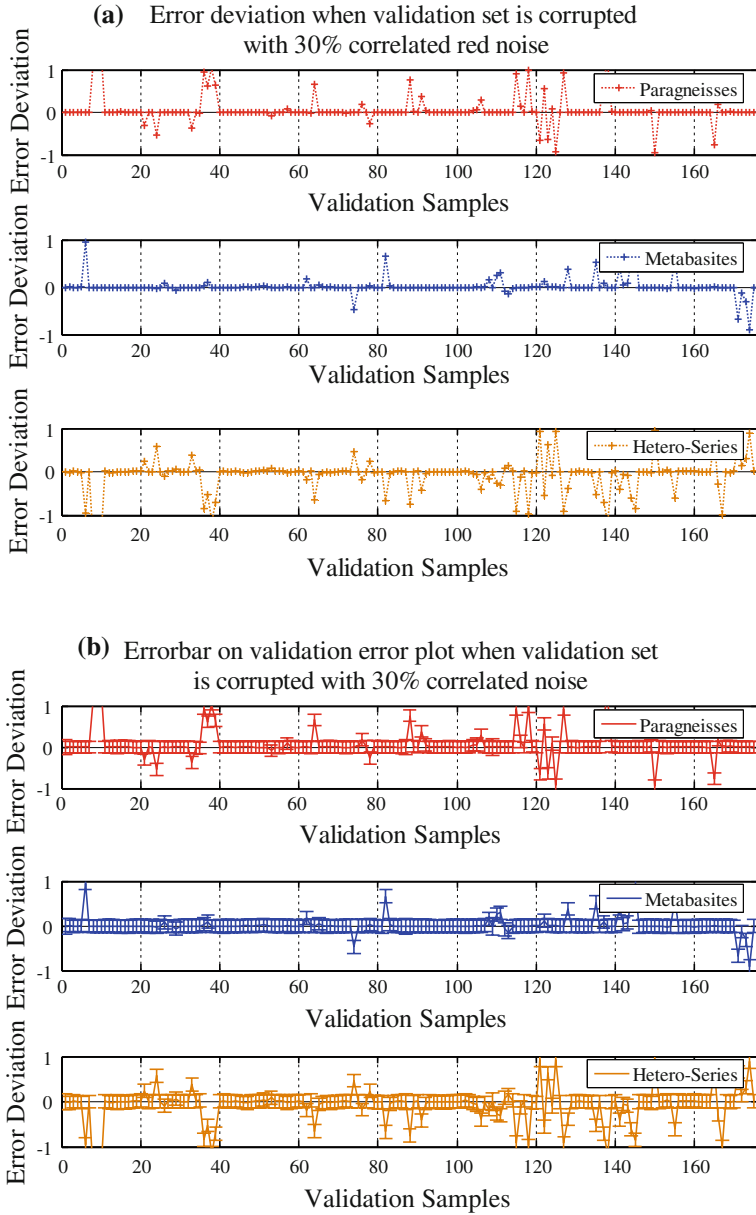 (a) Error deviation when validation set is corrupted
with 30% correlated red noise
Error Deviation
1
0
-1
Paragneisses
0 20 40 60 80 100 120 140 160
Validation Samples
Error Deviation
1
0
-1
Metabasites
0 20 40 60 80 100 120 140 160
Validation Samples
Error Deviation
1
0
-1
Hetero-Series
0 20 40 60 80 100 120 140 160
Validation Samples
(b) Errorbar on validation error plot when validation set
is corrupted with 30% correlated noise
Error Deviation
1
0
-1
Paragneisses
0 20 40 60 80 100 120 140 160
Validation Samples
Error Deviation
1
0
-1
Metabasites
0 20 40 60 80 100 120 140 160
Validation Samples
Error Deviation
1
0
-1
Hetero-Series
0 20 40 60 80 100 120 140 160
Validation Samples